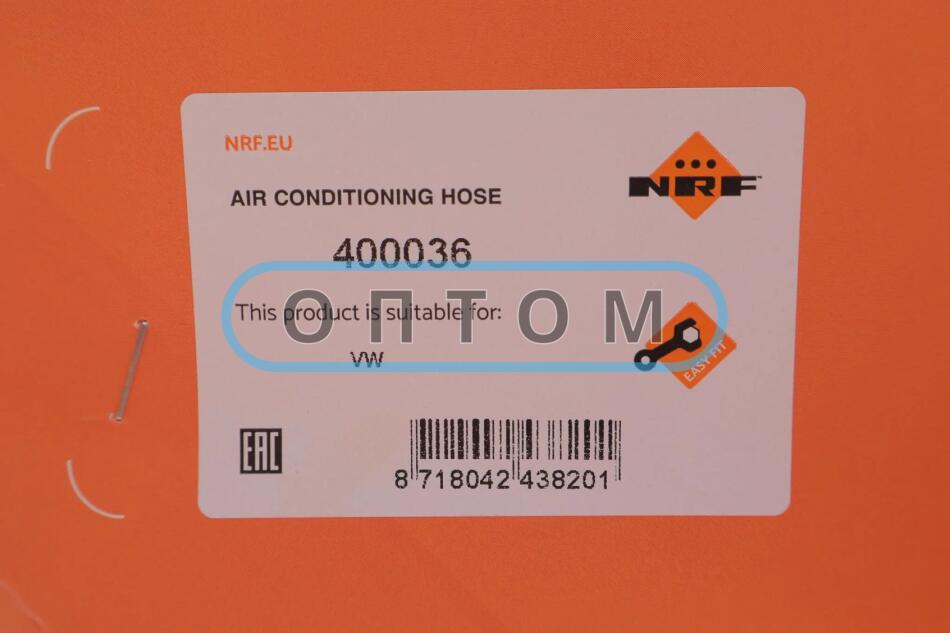 NRF.EU
NRF™
AIR CONDITIONING HOSE
400036
This product is suitable for:
ОПТОМ
VW
EASY FIT
EAC
8 718042 438201